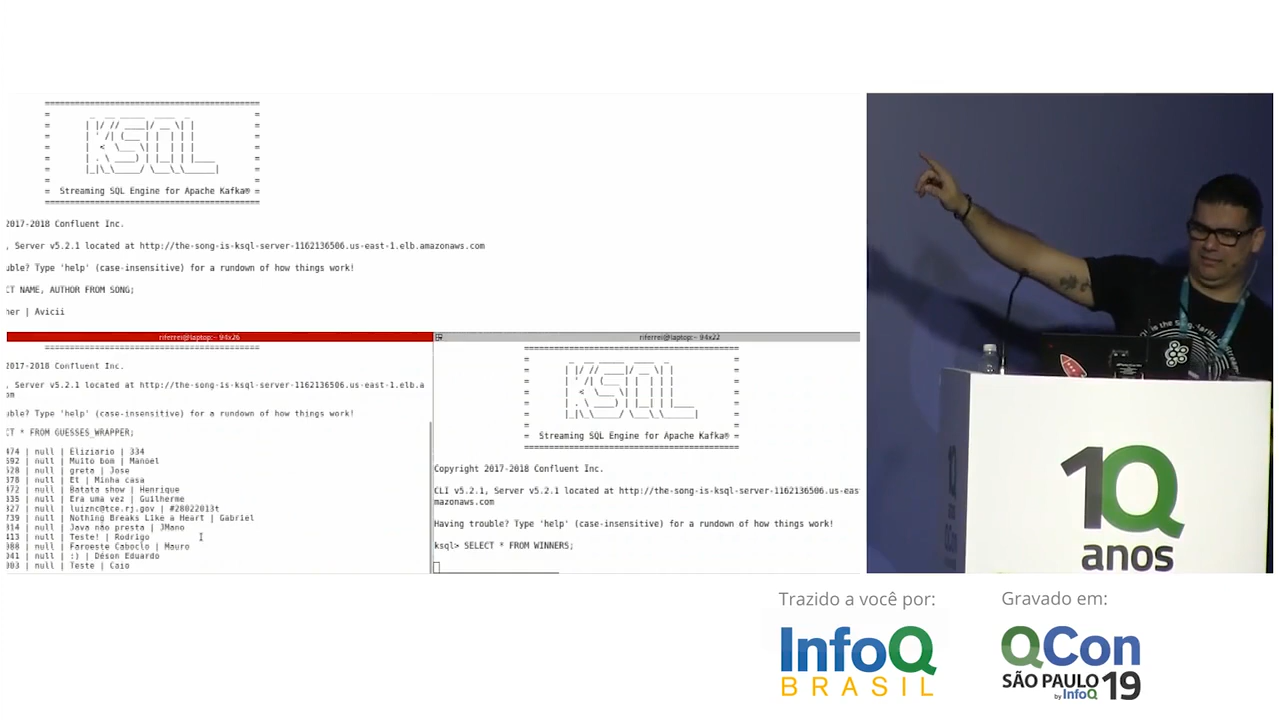 Streaming SQL Engine for Apache Kafka®
2017-2018 Confluent Inc.
, Server v5.2.1 located at http://the-song-is-ksql-server-1162136506.us-east-1.elb.amazonaws.com
uble? Type 'help' (case-insensitive) for a rundown of how things work!
CT NAME, AUTHOR FROM SONG;
ner | Avicii
riferrei@laptop:~ 94x26
2017-2018 Confluent Inc.
, Server v5.2.1 located at http://the-song-is-ksql-server-1162136506.us-east-1.elb.a
om
uble? Type 'help' (case-insensitive) for a rundown of how things work!
CT * FROM GUESSES_WRAPPER;
474 | null | Eliziario | 334
592 | null | Muito bom | Manoel
528 | null | greta | Jose
878 | null | Et | Minha casa
472 | null | Batata show | Henrique
335 | null | Era uma vez | Guilherme
327 | null | luiznc@tce.rj.gov | #28022013t
739 | null | Nothing Breaks Like a Heart | Gabriel
314 | null | Java não presta | JMano
413 | null | Teste! | Rodrigo
988 | null | Faroeste Caboclo | Mauro
041 | null | :) | Déson Eduardo
903 | null | Teste | Caio
riferrei@laptop:~ 94x22
KSQL
Streaming SQL Engine for Apache Kafka®
Copyright 2017-2018 Confluent Inc.
CLI v5.2.1, Server v5.2.1 located at http://the-song-is-ksql-server-1162136506.us-eas
mazonaws.com
Having trouble? Type 'help' (case-insensitive) for a rundown of how things work!
ksql> SELECT * FROM WINNERS;
10
anos
Trazido a você por:
InfoQ
BRASIL
Gravado em:
QCon
SÃO PAULO 19
by InfoQ